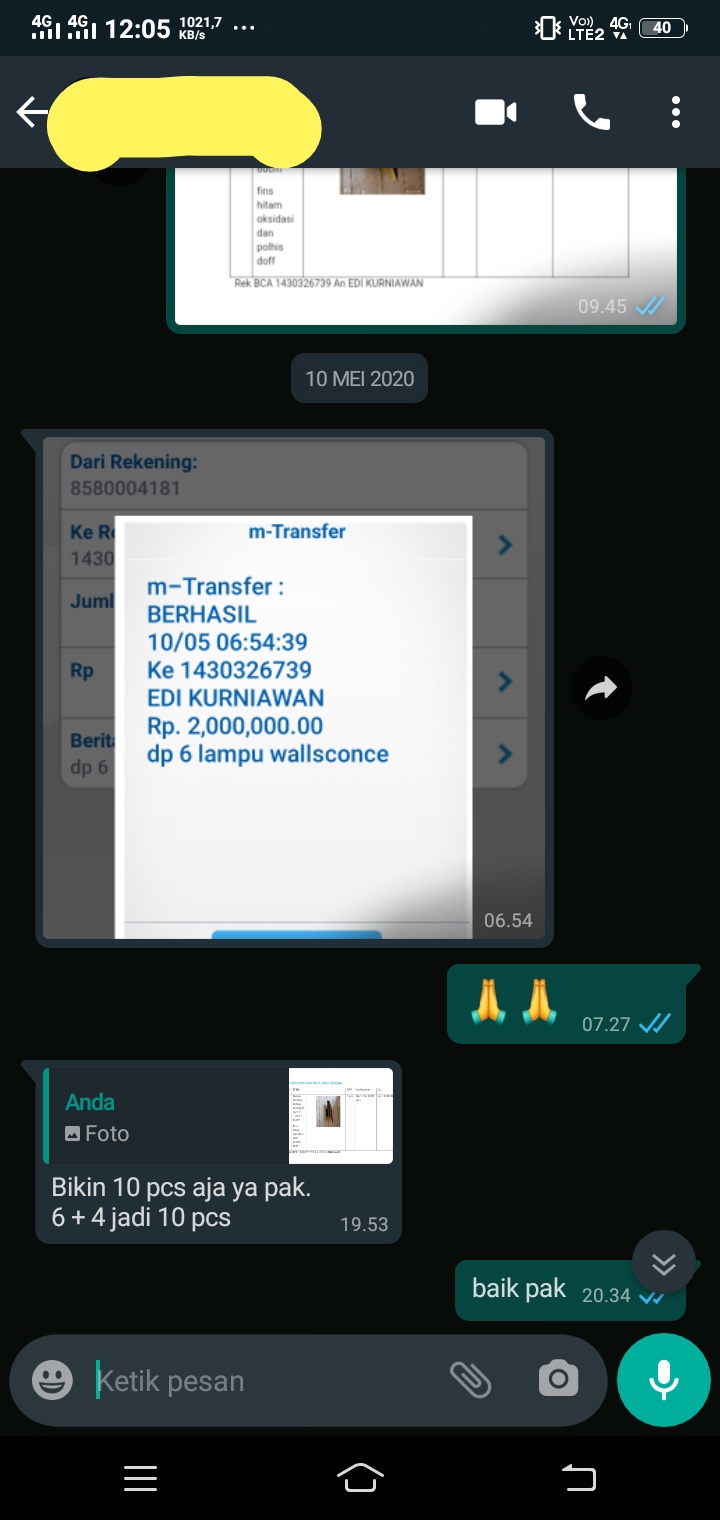 4G 4G 12:05 1021,7 KB/s ...
Vo)) LTE2 4G 40
60cm
fins
hitam
oksidasi
dan
polhis
doff
Rek BCA 1430326739 An EDI KURNIAWAN
09.45
10 MEI 2020
Dari Rekening:
8580004181
Ke Re
1430
Juml
Rp
Berita
dp 6
m-Transfer
m-Transfer :
BERHASIL
10/05 06:54:39
Ke 1430326739
EDI KURNIAWAN
Rp. 2,000,000.00
dp 6 lampu wallsconce
06.54
🙏 🙏 07.27
Anda
Foto
Bikin 10 pcs aja ya pak.
6 + 4 jadi 10 pcs
19.53
baik pak 20.34
Ketik pesan